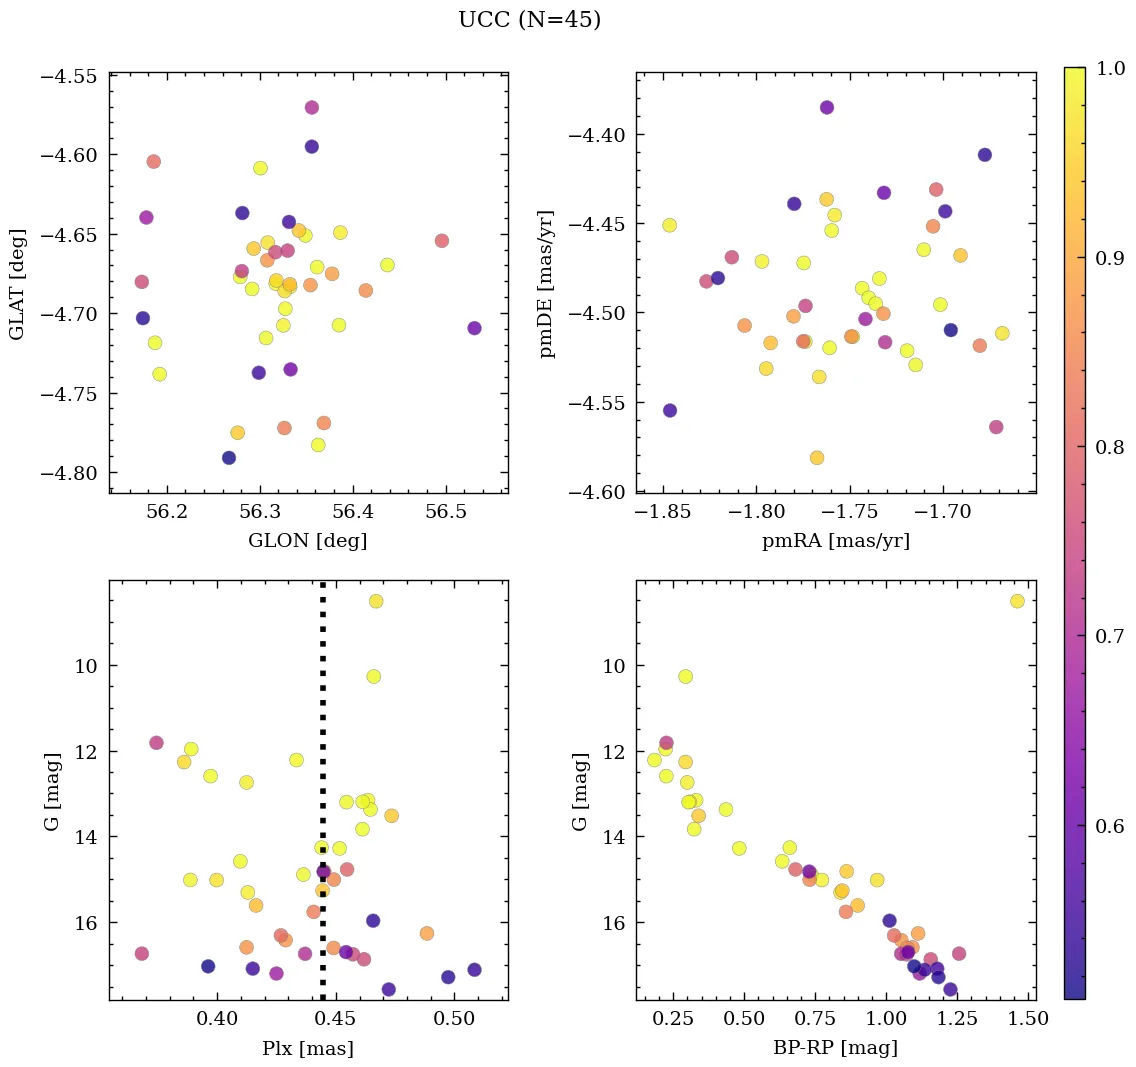 UCC (N=45)
−4.55
−4.60
−4.65
−4.70
−4.75
−4.80
GLAT [deg]
56.2 56.3 56.4 56.5
GLON [deg]
−4.40
−4.45
−4.50
−4.55
−4.60
pmDE [mas/yr]
−1.85 −1.80 −1.75 −1.70
pmRA [mas/yr]
10
12
14
16
G [mag]
0.40 0.45 0.50
Plx [mas]
10
12
14
16
G [mag]
0.25 0.50 0.75 1.00 1.25 1.50
BP-RP [mag]
1.0
0.9
0.8
0.7
0.6